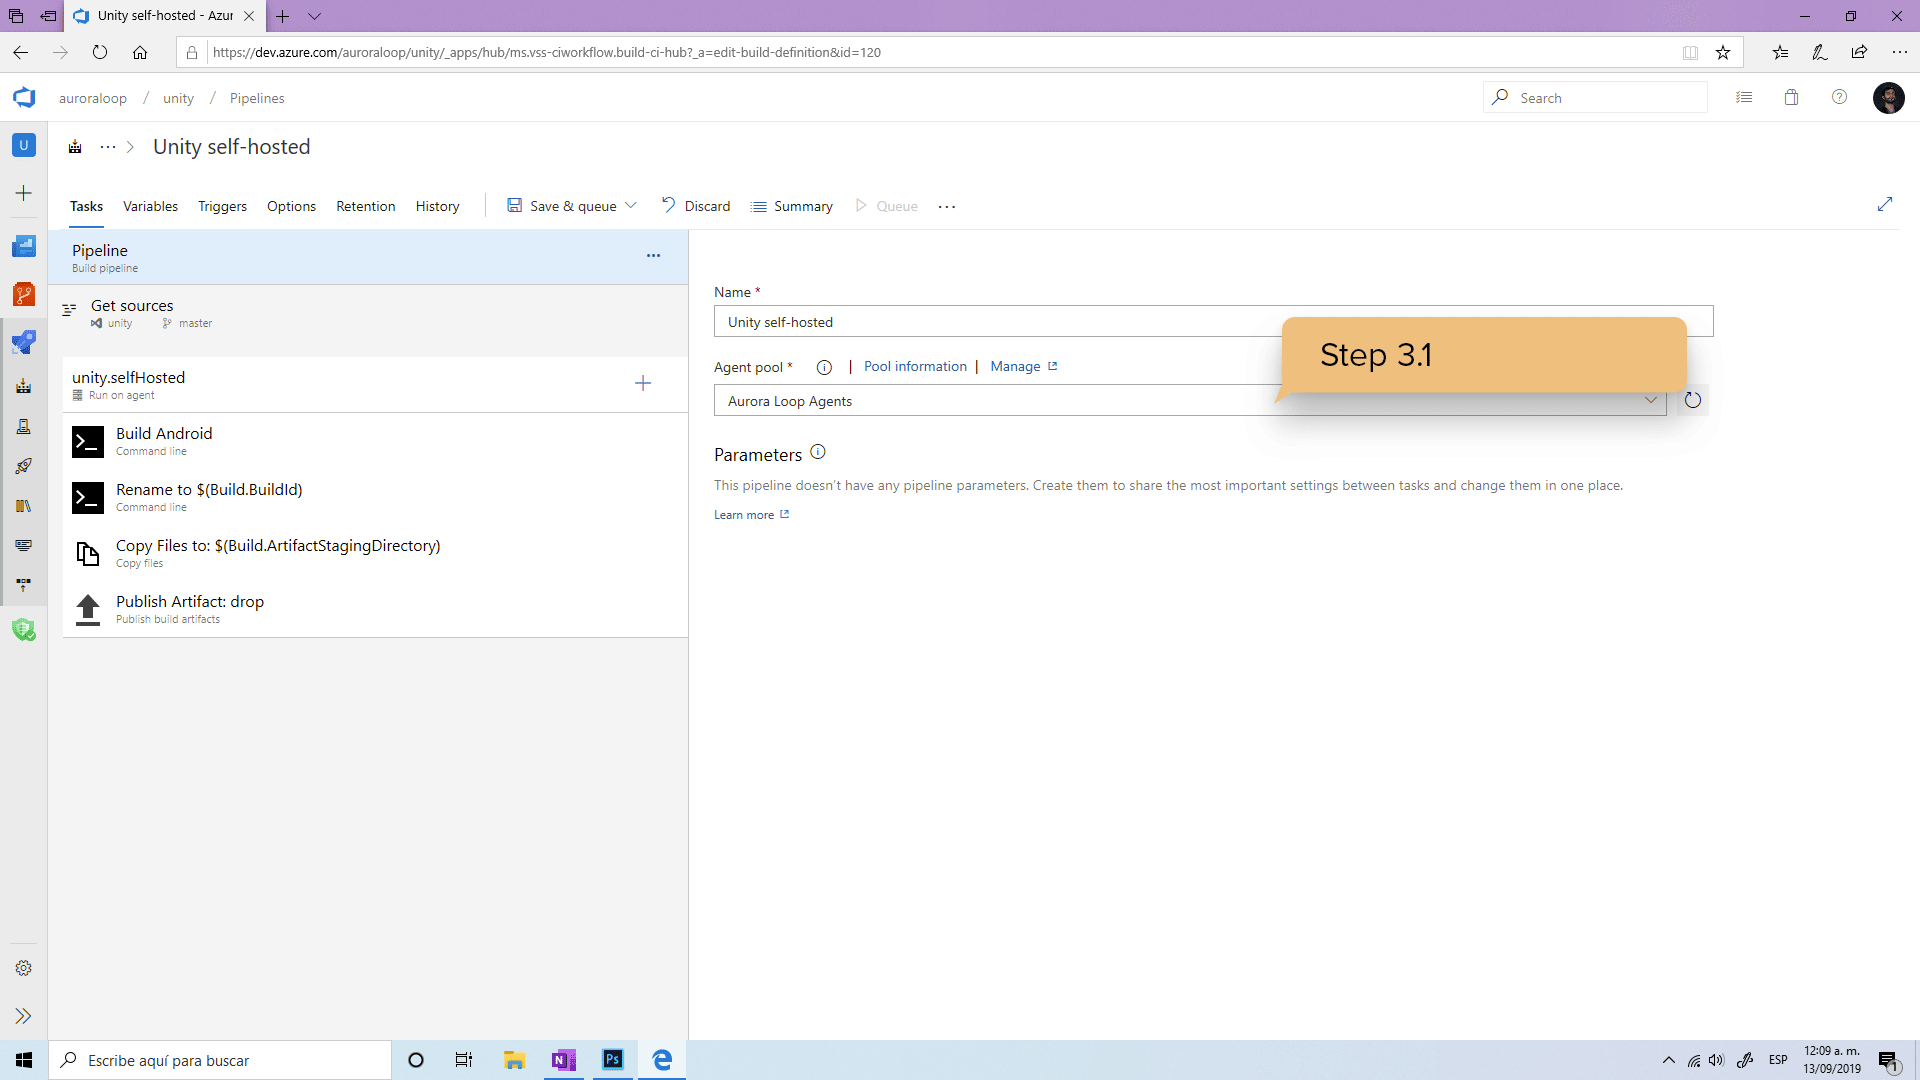 Unity self-hosted - Azur
https://dev.azure.com/auroraloop/unity/_apps/hub/ms.vss-ciworkflow.build-ci-hub?_a=edit-build-definition&id=120
auroraloop / unity / Pipelines
Search
U
Unity self-hosted
Tasks Variables Triggers Options Retention History Save & queue Discard Summary Queue
Pipeline
Build pipeline
Get sources
unity master
unity.selfHosted
Run on agent
Build Android
Command line
Rename to $(Build.BuildId)
Command line
Copy Files to: $(Build.ArtifactStagingDirectory)
Copy files
Publish Artifact: drop
Publish build artifacts
Name *
Unity self-hosted
Step 3.1
Agent pool * | Pool information | Manage
Aurora Loop Agents
Parameters
This pipeline doesn't have any pipeline parameters. Create them to share the most important settings between tasks and change them in one place.
Learn more
Escribe aquí para buscar
N
Ps
ESP
12:09 a. m.
13/09/2019
1